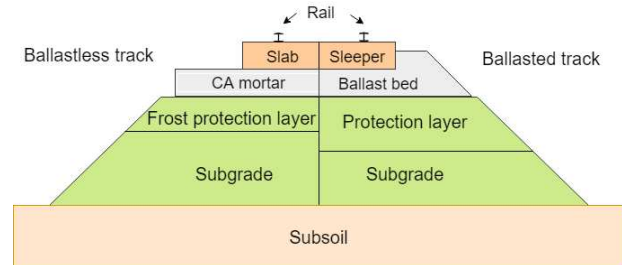 Rail
Ballastless track
Ballasted track
Slab
Sleeper
CA mortar
Ballast bed
Frost protection layer
Protection layer
Subgrade
Subgrade
Subsoil